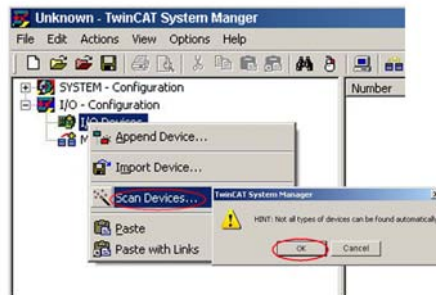 Unknown - TwinCAT System Manger
File Edit Actions View Options Help
SYSTEM - Configuration
I/O - Configuration
I/O Devices
M
Number
Append Device...
Import Device...
Scan Devices...
Paste
Paste with Links
TwinCAT System Manager
HINT: Not all types of devices can be found automatically
OK Cancel